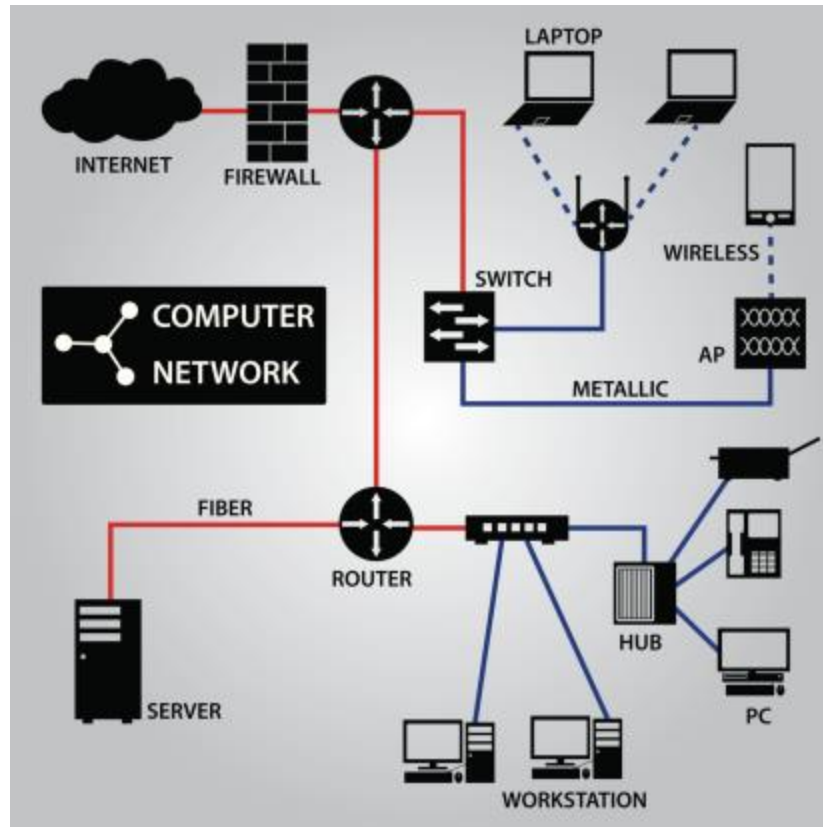 LAPTOP
INTERNET
FIREWALL
WIRELESS
SWITCH
COMPUTER
NETWORK
AP
METALLIC
FIBER
ROUTER
HUB
SERVER
PC
WORKSTATION